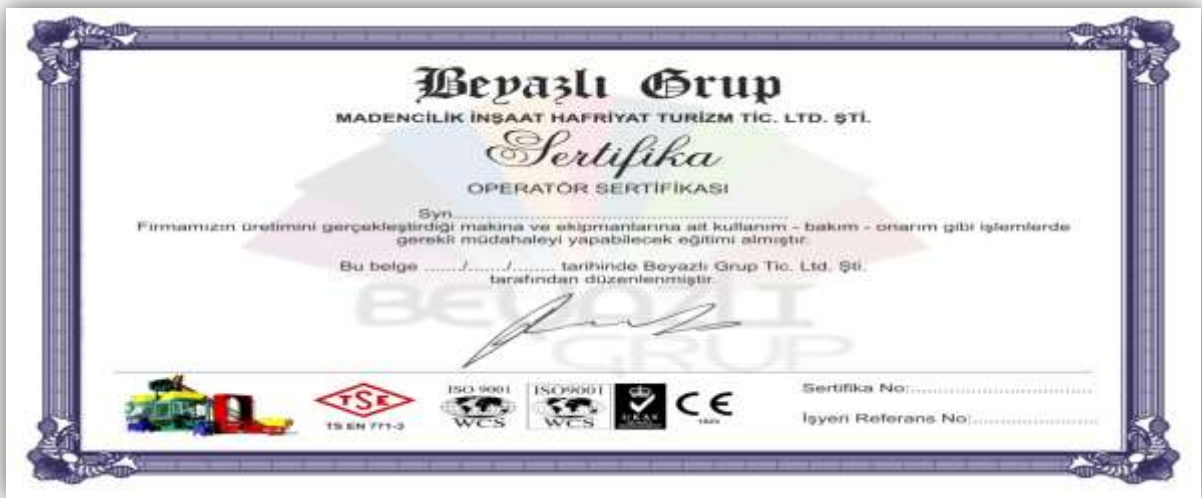 Beyazlı Grup
MADENCİLİK İNŞAAT HAFRİYAT TURİZM TİC. LTD. ŞTİ.
Sertifika
OPERATÖR SERTİFİKASI
Syn..................................................
Firmamızın üretimini gerçekleştirdiği makina ve ekipmanlarına ait kullanım - bakım - onarım gibi işlemlerde
gerekli müdahaleyi yapabilecek eğitimi almıştır.
Bu belge ....../....../........ tarihinde Beyazlı Grup Tic. Ltd. Şti.
tarafından düzenlenmiştir.
BEYAZLI
GRUP
TSE
TS EN 771-3
ISO 9001
WCS
ISO9001
WCS
UKAS
CE
Sertifika No:..............................
İşyeri Referans No:.....................